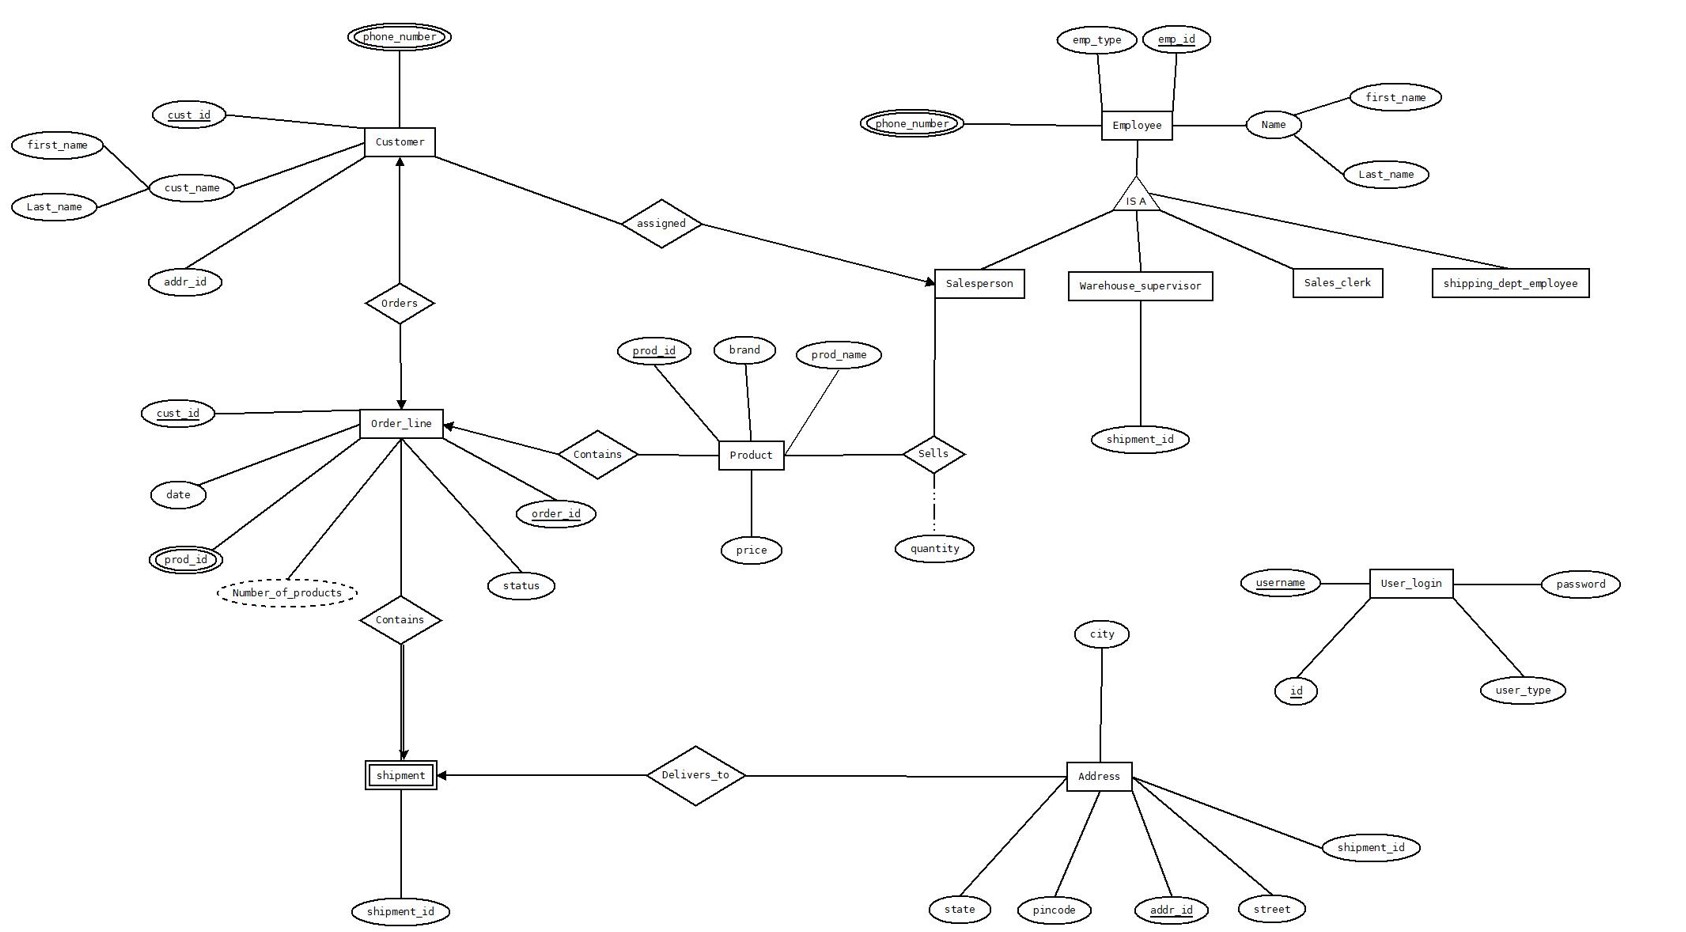 phone_number
emp_type
emp_id
first_name
cust_id
phone_number
Employee
Name
first_name
Customer
cust_name
Last_name
Last_name
IS A
assigned
addr_id
Salesperson
Warehouse_supervisor
Sales_clerk
shipping_dept_employee
Orders
prod_id
brand
prod_name
cust_id
Order_line
shipment_id
Contains
Product
Sells
date
order_id
prod_id
price
quantity
Number_of_products
status
username
User_login
password
Contains
city
id
user_type
shipment
Delivers_to
Address
shipment_id
shipment_id
state
pincode
addr_id
street